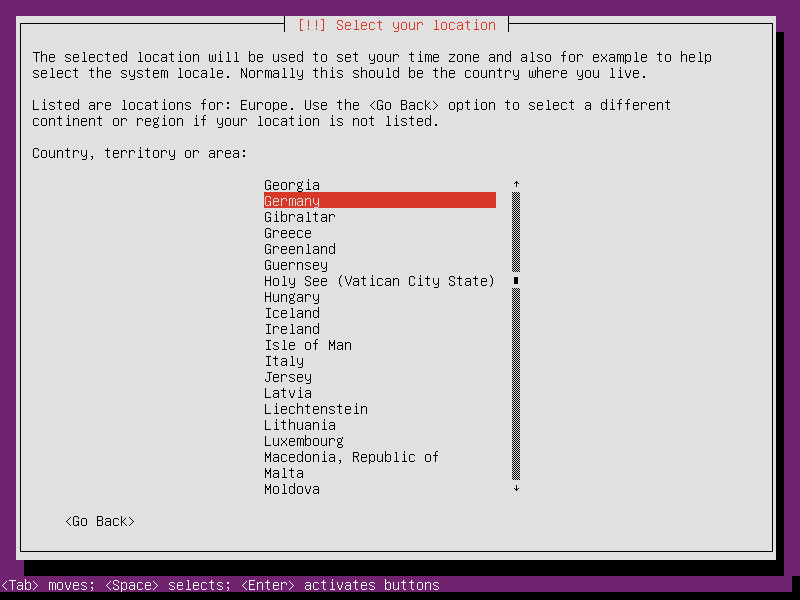 [!!] Select your location
The selected location will be used to set your time zone and also for example to help
select the system locale. Normally this should be the country where you live.
Listed are locations for: Europe. Use the <Go Back> option to select a different
continent or region if your location is not listed.
Country, territory or area:
Georgia
Germany
Gibraltar
Greece
Greenland
Guernsey
Holy See (Vatican City State)
Hungary
Iceland
Ireland
Isle of Man
Italy
Jersey
Latvia
Liechtenstein
Lithuania
Luxembourg
Macedonia, Republic of
Malta
Moldova
<Go Back>
<Tab> moves; <Space> selects; <Enter> activates buttons